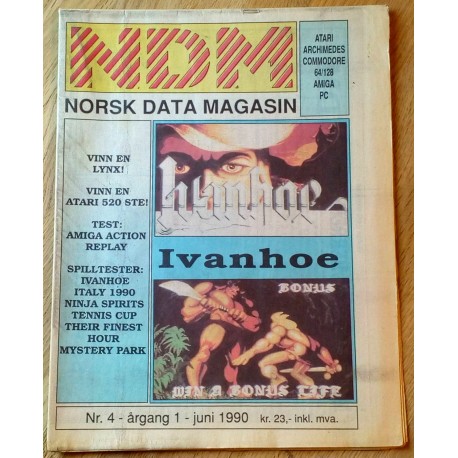 NDM
NORSK DATA MAGASIN
ATARI
ARCHIMEDES
COMMODORE
64/128
AMIGA
PC
VINN EN
LYNX!
VINN EN
ATARI 520 STE!
TEST:
AMIGA ACTION
REPLAY
SPILLTESTER:
IVANHOE
ITALY 1990
NINJA SPIRITS
TENNIS CUP
THEIR FINEST
HOUR
MYSTERY PARK
Ivanhoe
Ivanhoe
BONUS
WIN A BONUS LIFE
Nr. 4 - årgang 1 - juni 1990 kr. 23,- inkl. mva.